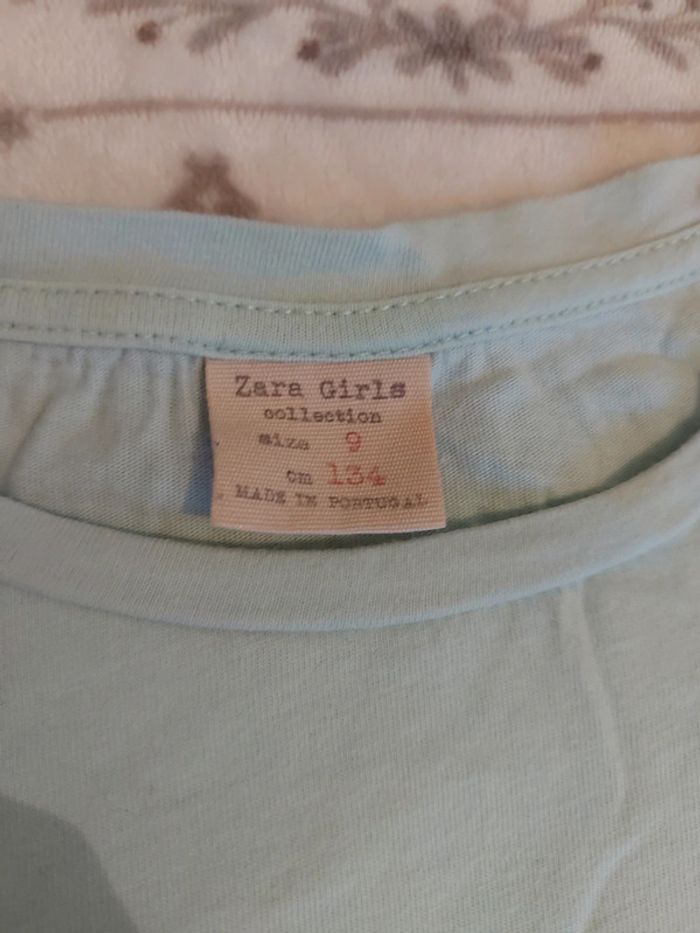 Zara Girls
collection
size 9
cm 134
MADE IN PORTUGAL